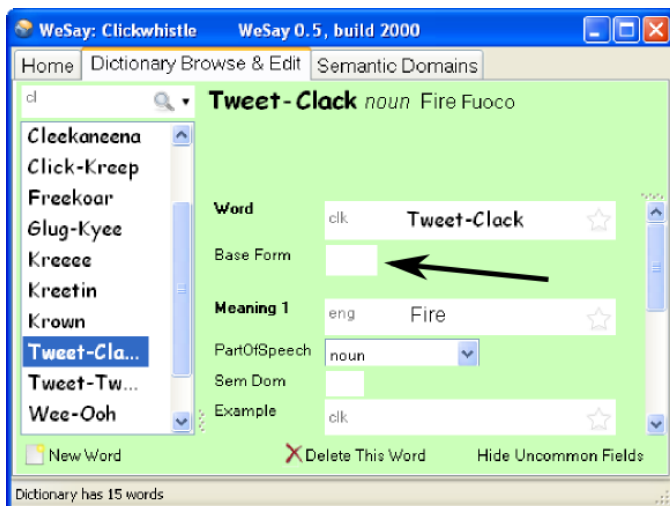 WeSay: Clickwhistle WeSay 0.5, build 2000
Home Dictionary Browse & Edit Semantic Domains
cl
Cleekaneena
Click-Kreep
Freekoar
Glug-Kyee
Kreeee
Kreetin
Krown
Tweet-Cla...
Tweet-Tw...
Wee-Ooh
Tweet-Clack noun Fire Fuoco
Word clk Tweet-Clack
Base Form
Meaning 1 eng Fire
PartOfSpeech noun
Sem Dom
Example clk
New Word Delete This Word Hide Uncommon Fields
Dictionary has 15 words